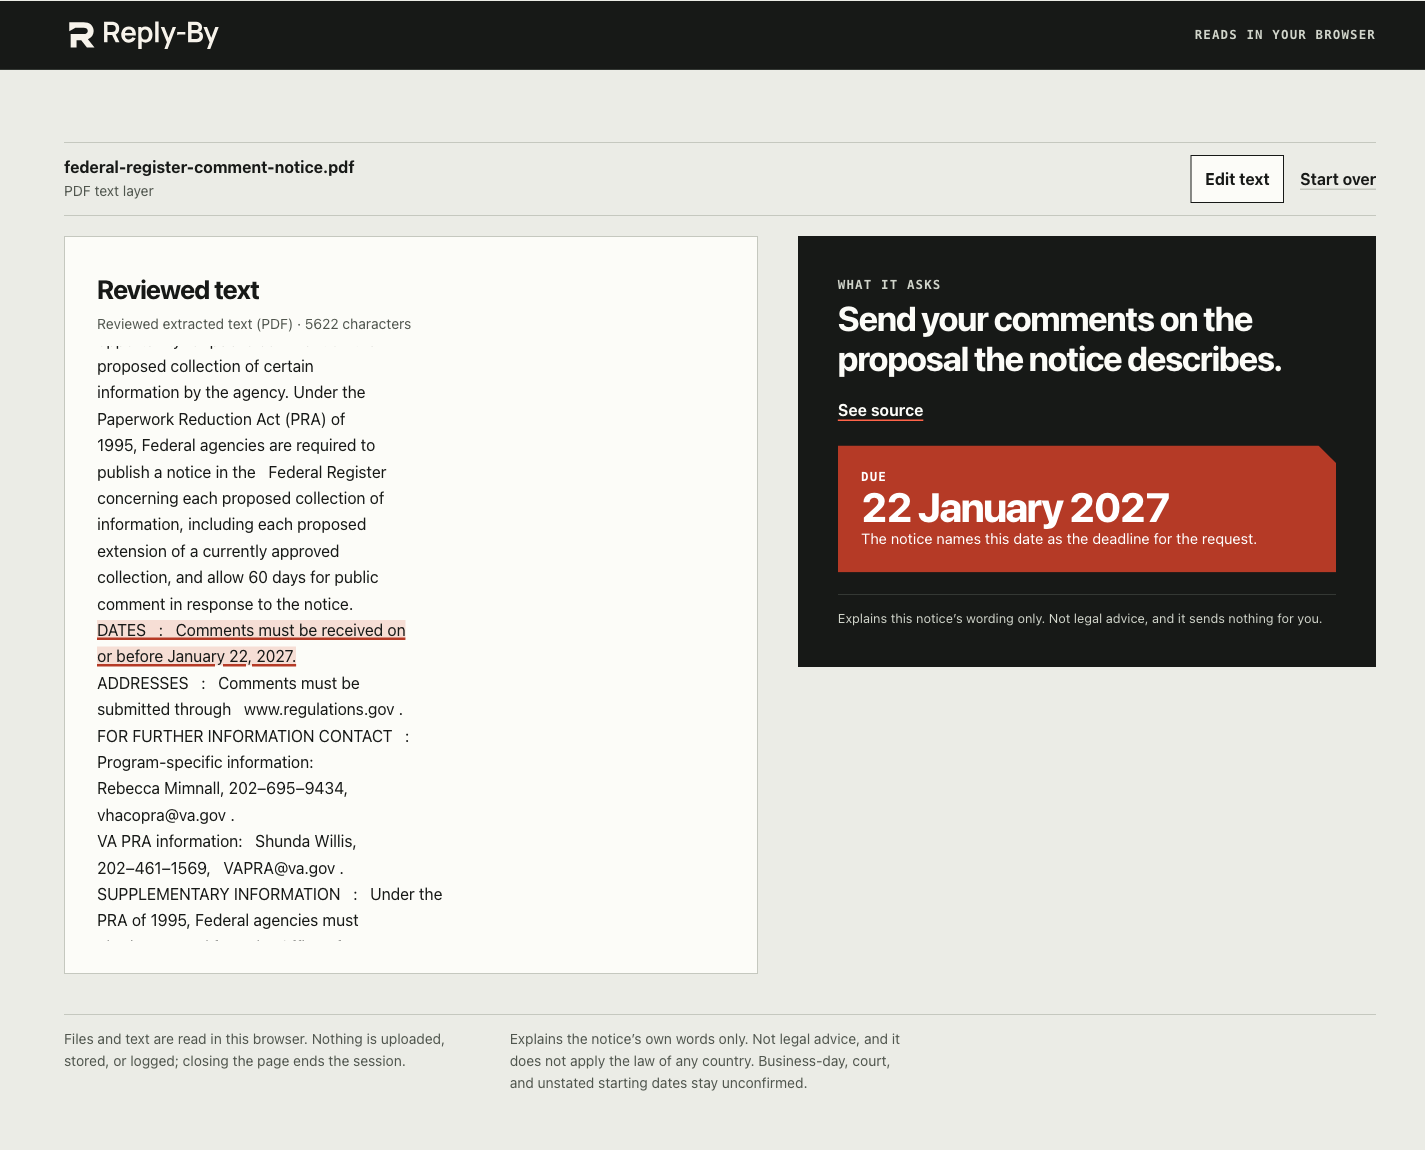 Reply-By
READS IN YOUR BROWSER
federal-register-comment-notice.pdf
PDF text layer
Edit text
Start over
Reviewed text
Reviewed extracted text (PDF) · 5622 characters
proposed collection of certain
information by the agency. Under the
Paperwork Reduction Act (PRA) of
1995, Federal agencies are required to
publish a notice in the Federal Register
concerning each proposed collection of
information, including each proposed
extension of a currently approved
collection, and allow 60 days for public
comment in response to the notice.
DATES : Comments must be received on
or before January 22, 2027.
ADDRESSES : Comments must be
submitted through www.regulations.gov .
FOR FURTHER INFORMATION CONTACT :
Program-specific information:
Rebecca Mimnall, 202–695–9434,
vhacopra@va.gov .
VA PRA information: Shunda Willis,
202–461–1569, VAPRA@va.gov .
SUPPLEMENTARY INFORMATION : Under the
PRA of 1995, Federal agencies must
WHAT IT ASKS
Send your comments on the
proposal the notice describes.
See source
DUE
22 January 2027
The notice names this date as the deadline for the request.
Explains this notice's wording only. Not legal advice, and it sends nothing for you.
Files and text are read in this browser. Nothing is uploaded,
stored, or logged; closing the page ends the session.
Explains the notice's own words only. Not legal advice, and it
does not apply the law of any country. Business-day, court,
and unstated starting dates stay unconfirmed.